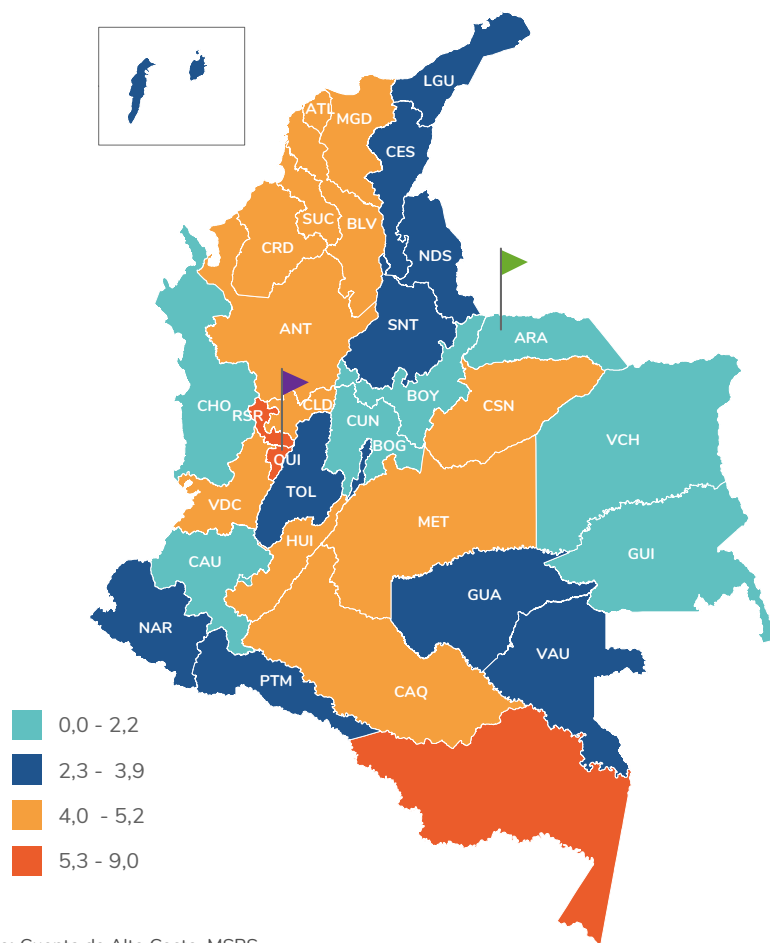 LGU
ATL
MGD
CES
SUC
BLV
CRD
NDS
SNT
ANT
ARA
CHO
RSR
CLD
CUN
BOY
CSN
BOG
VCH
QUI
TOL
VDC
MET
HUI
GUI
CAU
GUA
NAR
VAU
PTM
CAQ
0,0 - 2,2
2,3 - 3,9
4,0 - 5,2
5,3 - 9,0